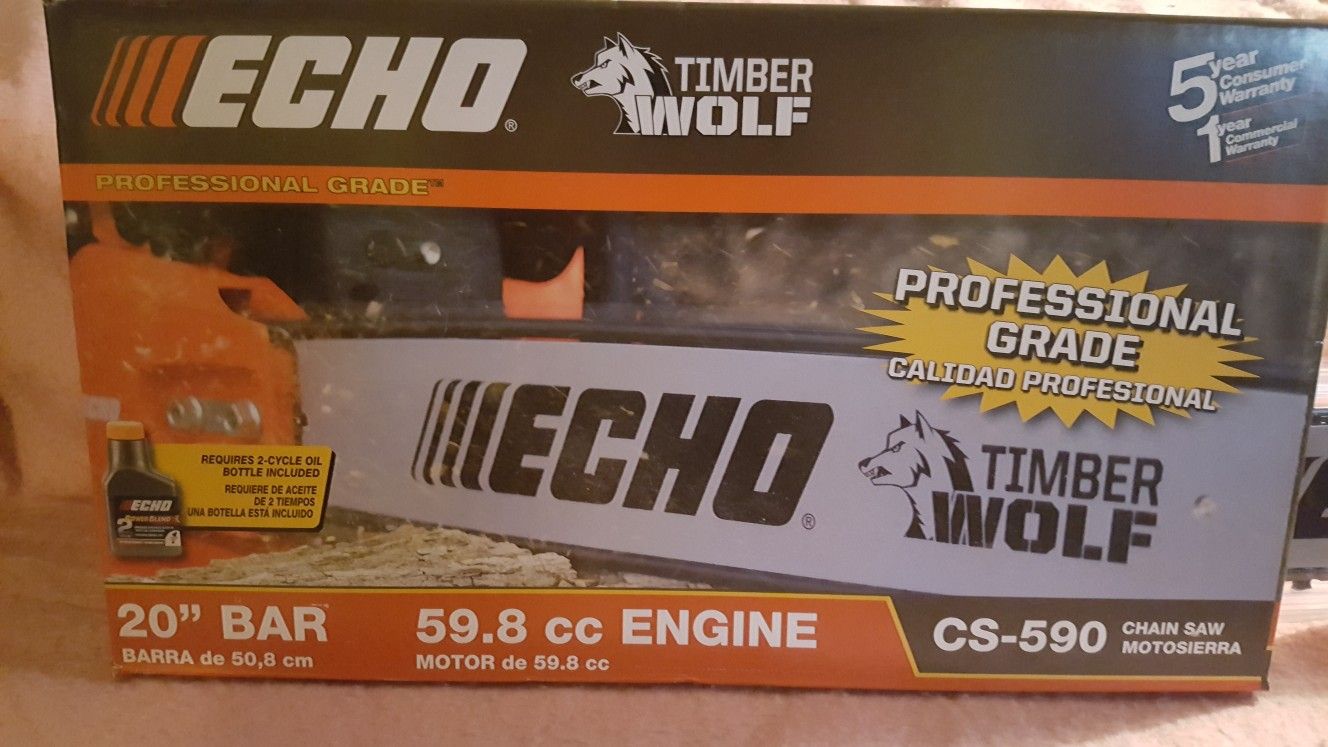 ECHO®
TIMBER
WOLF
5 year
Consumer
Warranty
1 year
Commercial
Warranty
PROFESSIONAL GRADE™
PROFESSIONAL
GRADE
CALIDAD PROFESIONAL
ECHO®
TIMBER
WOLF
REQUIRES 2-CYCLE OIL
BOTTLE INCLUDED
REQUIERE DE ACEITE
DE 2 TIEMPOS
UNA BOTELLA ESTÁ INCLUIDO
ECHO
POWER BLEND X
2
20” BAR
BARRA de 50,8 cm
59.8 cc ENGINE
MOTOR de 59.8 cc
CS-590
CHAIN SAW
MOTOSIERRA